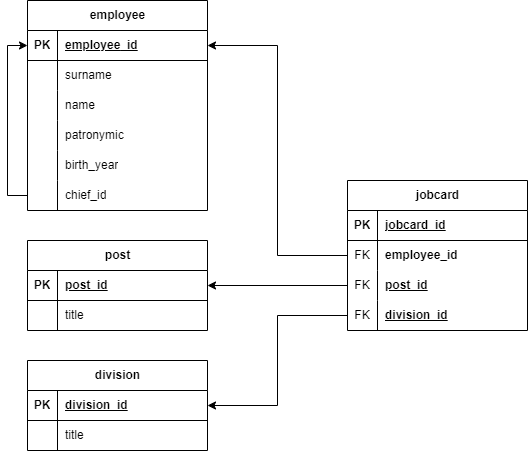 employee
PK employee_id
surname
name
patronymic
birth_year
chief_id
post
PK post_id
title
division
PK division_id
title
jobcard
PK jobcard_id
FK employee_id
FK post_id
FK division_id